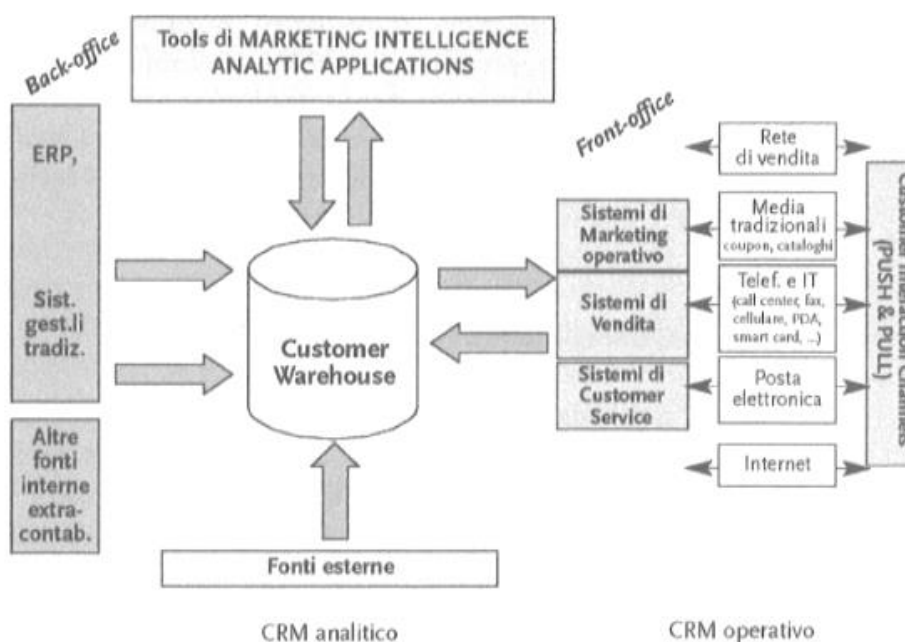 Back-office
Tools di MARKETING INTELLIGENCE
ANALYTIC APPLICATIONS
ERP,
Sist.
gest.li
tradiz.
Altre
fonti
interne
extra-
contab.
Customer
Warehouse
Fonti esterne
Front-office
Sistemi di
Marketing
operativo
Sistemi di
Vendita
Sistemi di
Customer
Service
Rete
di vendita
Media
tradizionali
coupon, cataloghi
Telef. e IT
(call center, fax,
cellulare, PDA,
smart card, ...)
Posta
elettronica
Internet
Customer Interaction Channels
(PUSH & PULL)
CRM analitico
CRM operativo